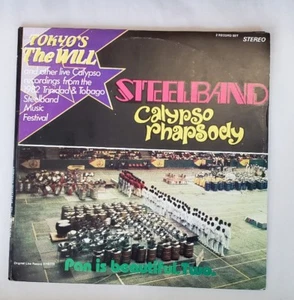 2 RECORD SET
STEREO
TOKYO'S
The WILL
and other live Calypso
recordings from the
1982 Trinidad & Tobago
Steelband
Music
Festival
STEELBAND
Calypso
rhapsody
Pan is beautiful Two.